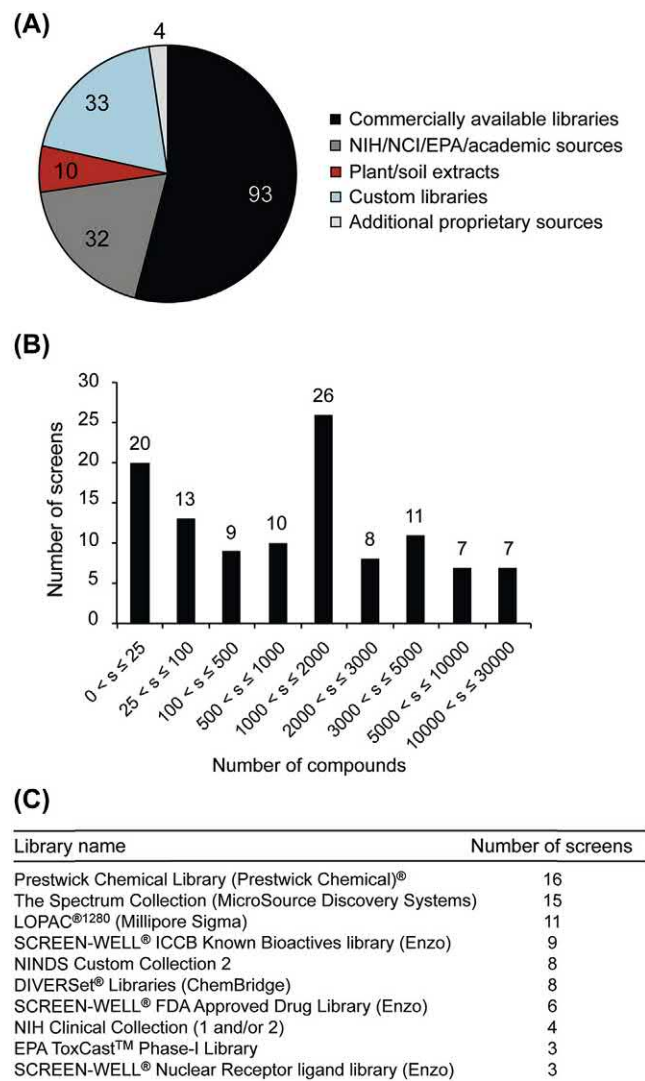 (A)
4
33
10
32
93
Commercially available libraries
NIH/NCI/EPA/academic sources
Plant/soil extracts
Custom libraries
Additional proprietary sources
(B)
Number of screens
30
25
20
15
10
5
0
20
13
9
10
26
8
11
7
7
0 < s ≤ 25
25 < s ≤ 100
100 < s ≤ 500
500 < s ≤ 1000
1000 < s ≤ 2000
2000 < s ≤ 3000
3000 < s ≤ 5000
5000 < s ≤ 10000
10000 < s ≤ 30000
Number of compounds
(C)
Library name Number of screens
Prestwick Chemical Library (Prestwick Chemical)® 16
The Spectrum Collection (MicroSource Discovery Systems) 15
LOPAC®1280 (Millipore Sigma) 11
SCREEN-WELL® ICCB Known Bioactives library (Enzo) 9
NINDS Custom Collection 2 8
DIVERSet® Libraries (ChemBridge) 8
SCREEN-WELL® FDA Approved Drug Library (Enzo) 6
NIH Clinical Collection (1 and/or 2) 4
EPA ToxCast™ Phase-I Library 3
SCREEN-WELL® Nuclear Receptor ligand library (Enzo) 3